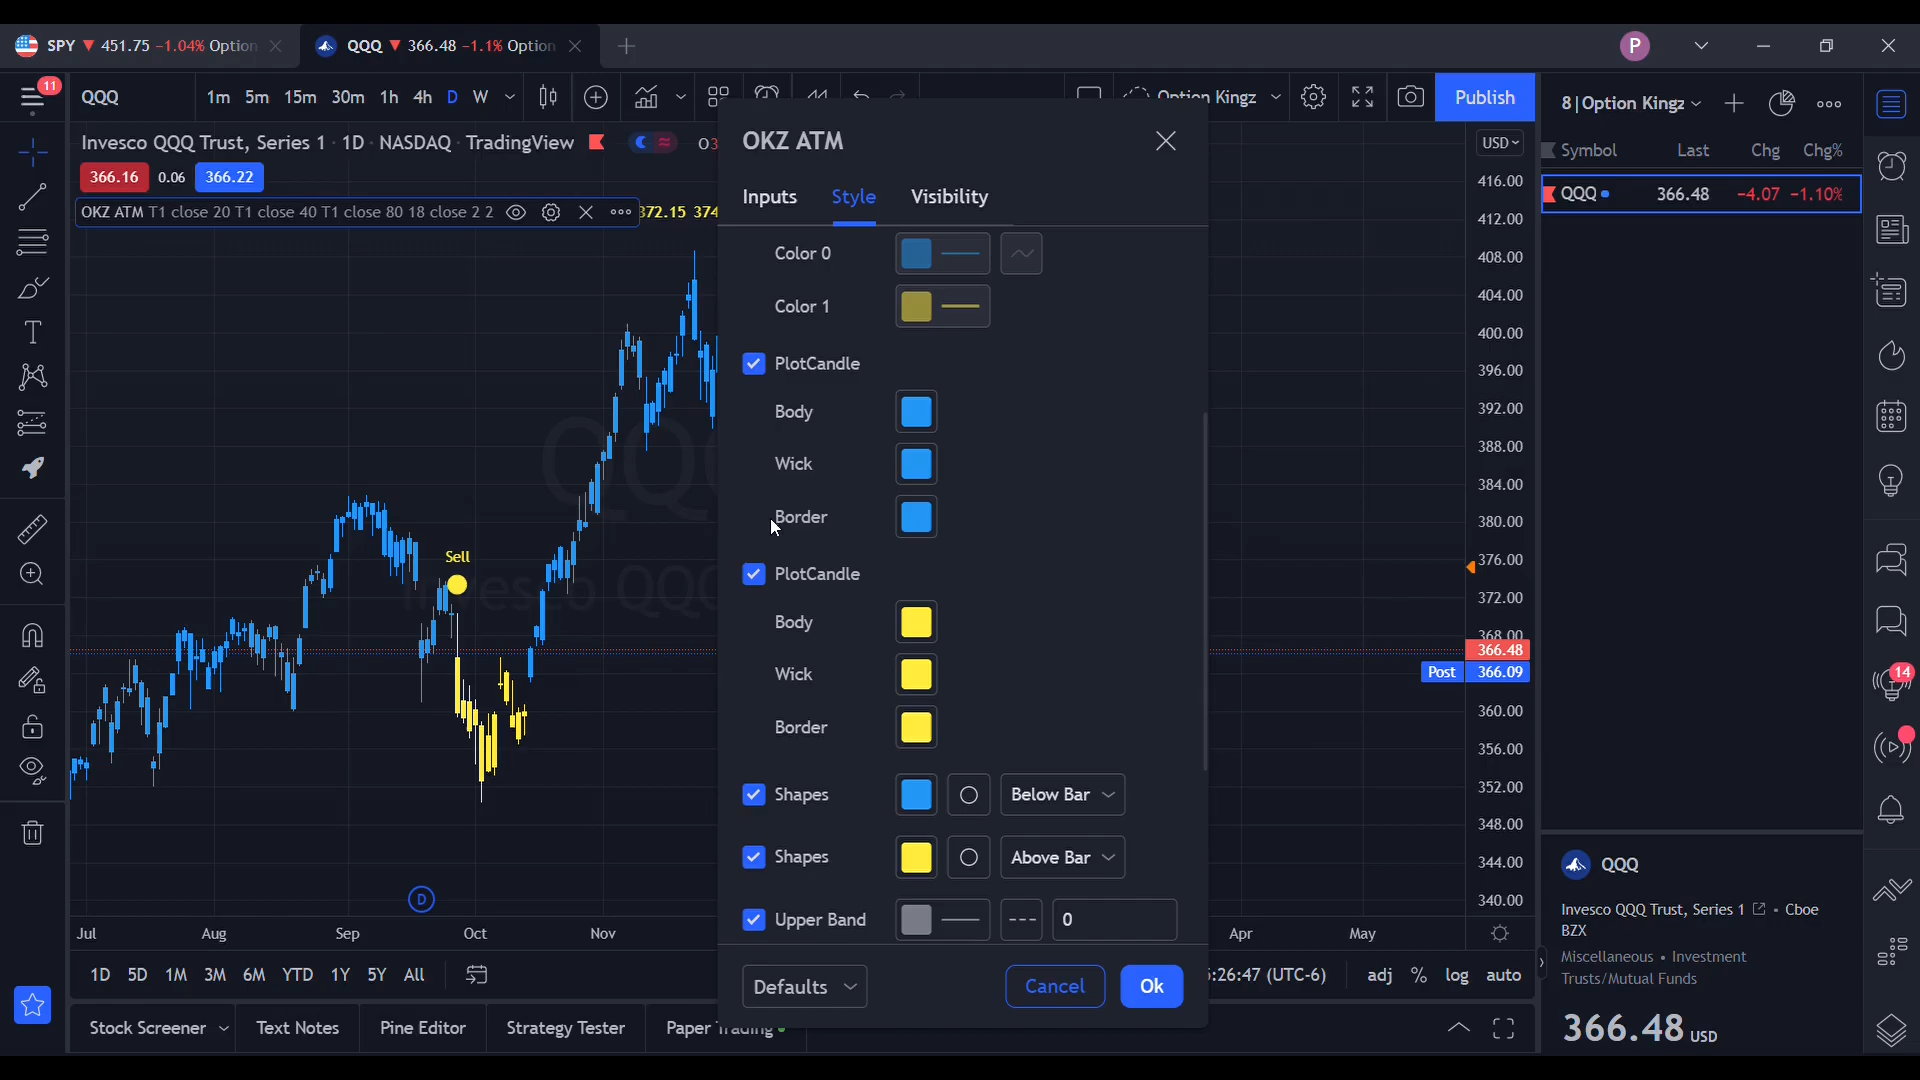 SPY ▼ 451.75 −1.04% Option
QQQ ▼ 366.48 −1.1% Option
P
11
QQQ
1m 5m 15m 30m 1h 4h D W
Option Kingz
Publish
8|Option Kingz
Invesco QQQ Trust, Series 1 · 1D · NASDAQ · TradingView
366.16 0.06 366.22
OKZ ATM T1 close 20 T1 close 40 T1 close 80 18 close 2 2
372.15
OKZ ATM
Inputs Style Visibility
Color 0
Color 1
PlotCandle
Body
Wick
Border
PlotCandle
Body
Wick
Border
Shapes Below Bar
Shapes Above Bar
Upper Band 0
Defaults Cancel Ok
Sell
D
USD
416.00
412.00
408.00
404.00
400.00
396.00
392.00
388.00
384.00
380.00
376.00
372.00
368.00
366.48
Post 366.09
360.00
356.00
352.00
348.00
344.00
340.00
Jul Aug Sep Oct Nov Apr May
1D 5D 1M 3M 6M YTD 1Y 5Y All
:26:47 (UTC-6) adj % log auto
Stock Screener Text Notes Pine Editor Strategy Tester Paper Trading
Symbol Last Chg Chg%
QQQ 366.48 −4.07 −1.10%
14
QQQ
Invesco QQQ Trust, Series 1 • Cboe
BZX
Miscellaneous • Investment
Trusts/Mutual Funds
366.48 USD